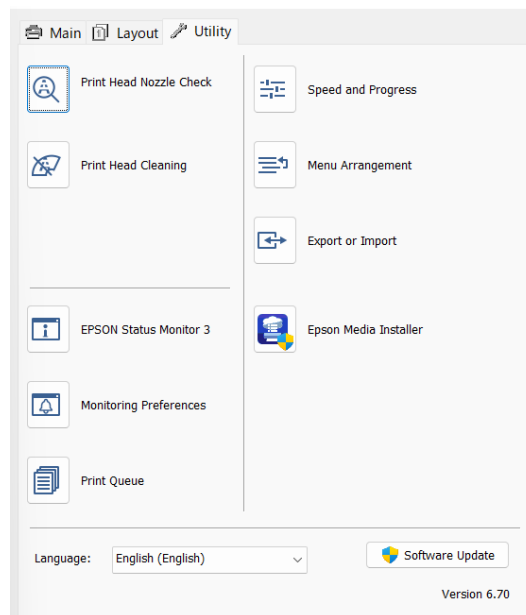 Main
Layout
Utility
Print Head Nozzle Check
Print Head Cleaning
EPSON Status Monitor 3
Monitoring Preferences
Print Queue
Speed and Progress
Menu Arrangement
Export or Import
Epson Media Installer
Language:
English (English)
Software Update
Version 6.70